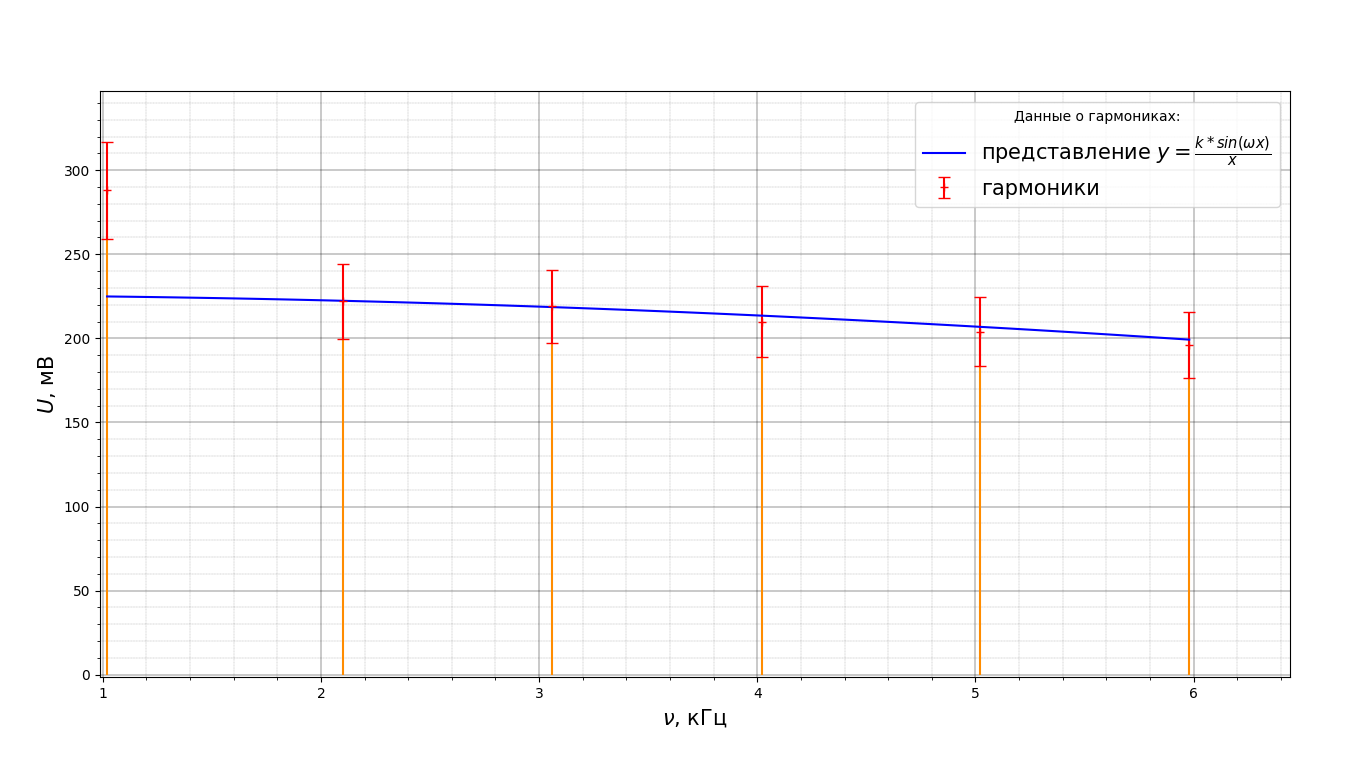 Данные о гармониках:
представление y = k * sin(ωx) / x
гармоники
300
250
200
150
100
50
0
U, мВ
1 2 3 4 5 6
ν, кГц